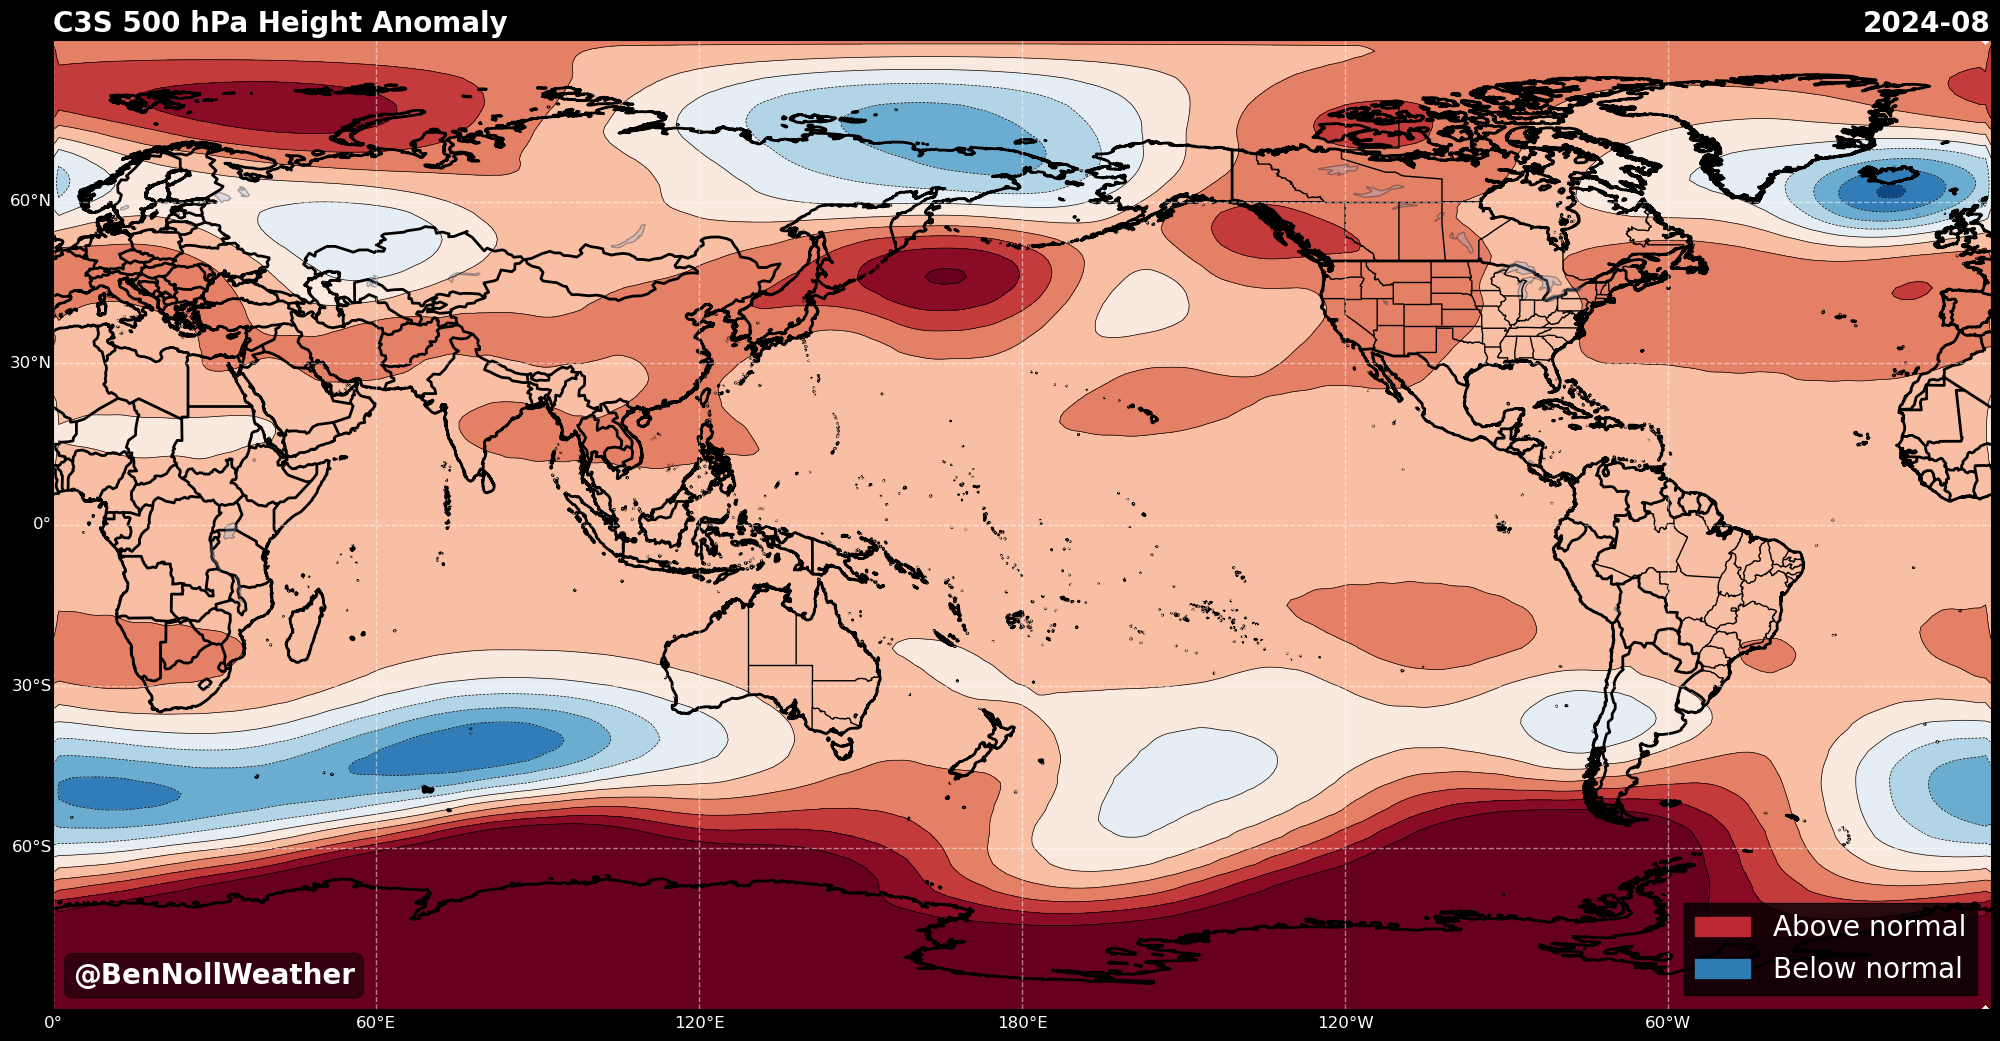 C3S 500 hPa Height Anomaly
2024-08
60°N
30°N
0°
30°S
60°S
0°
60°E
120°E
180°E
120°W
60°W
@BenNollWeather
Above normal
Below normal